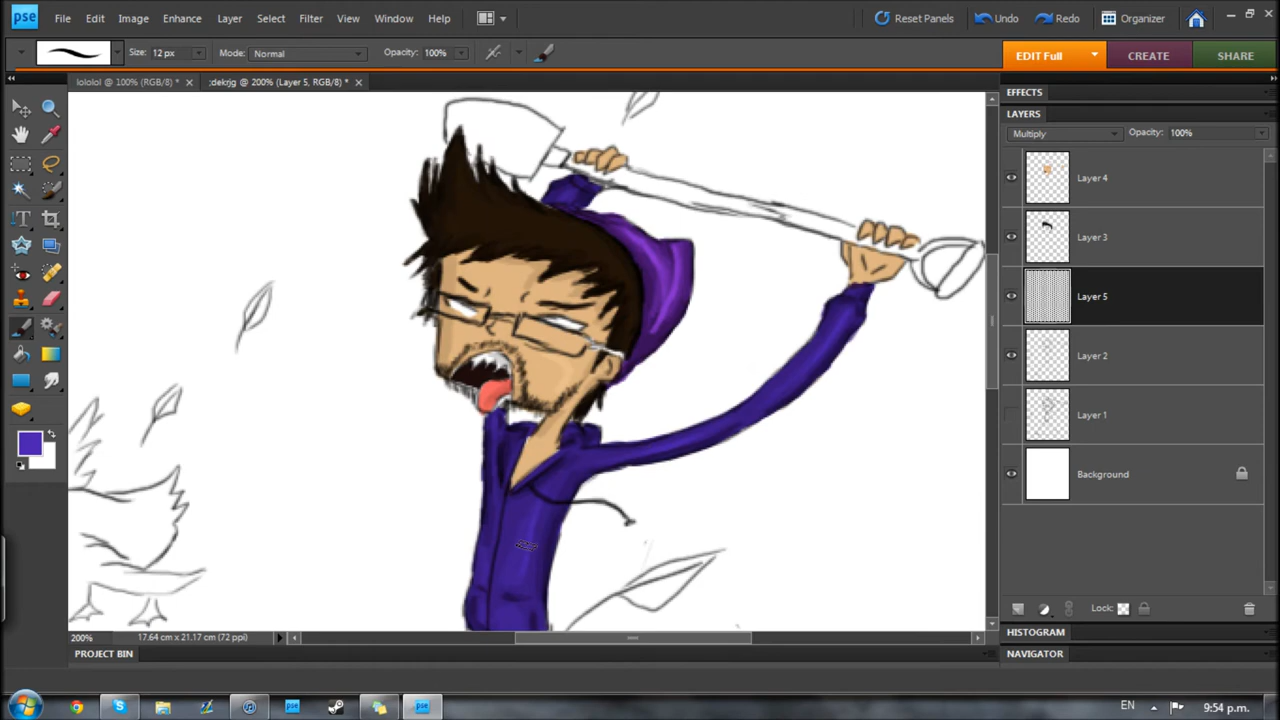 pse File Edit Image Enhance Layer Select Filter View Window Help Reset Panels Undo Redo Organizer
Size: 12 px Mode: Normal Opacity: 100% EDIT Full CREATE SHARE
lololol @ 100% (RGB/8) * ;dekrjg @ 200% (Layer 5, RGB/8) *
EFFECTS
LAYERS
Multiply Opacity: 100%
Layer 4
Layer 3
Layer 5
Layer 2
Layer 1
Background
Lock:
200% 17.64 cm x 21.17 cm (72 ppi)
HISTOGRAM
PROJECT BIN NAVIGATOR
pse pse EN 9:54 p.m.